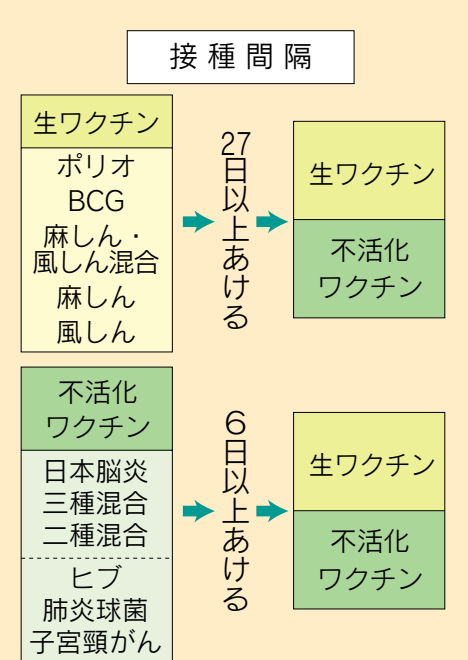 接種間隔
生ワクチン
ポリオ
BCG
麻しん・
風しん混合
麻しん
風しん
27日以上あける
生ワクチン
不活化
ワクチン
不活化
ワクチン
日本脳炎
三種混合
二種混合
ヒブ
肺炎球菌
子宮頸がん
6日以上あける
生ワクチン
不活化
ワクチン